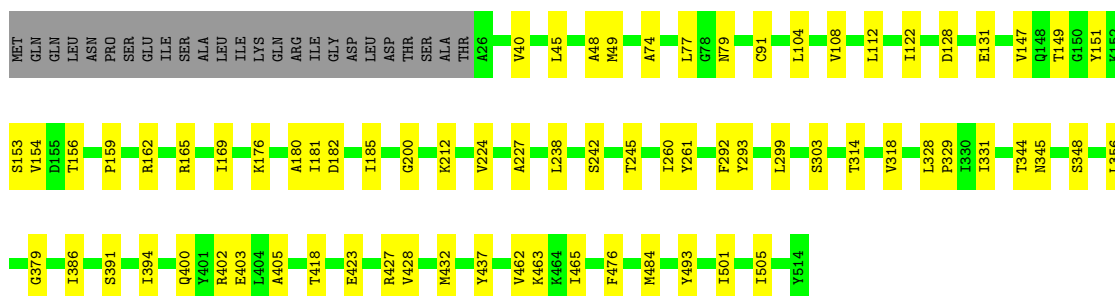 MET GLN GLN LEU ASN PRO SER GLU ILE SER ALA LEU ILE LYS GLN ARG ILE GLY ASP LEU ASP THR SER ALA THR A26 V40 L45 A48 M49 A74 L77 G78 N79 C91 L104 V108 L112 I122 D128 E131 V147 Q148 T149 G150 Y151 K152
S153 V154 D155 T156 P159 R162 R165 I169 K176 A180 I181 D182 I185 G200 K212 V224 A227 L238 S242 T245 I260 Y261 F292 Y293 L299 S303 T314 V318 L328 P329 I330 I331 T344 N345 S348 L356
G379 I386 S391 I394 Q400 Y401 R402 E403 L404 A405 T418 E423 R427 V428 M432 Y437 V462 K463 K464 I465 F476 M484 Y493 I501 I505 Y514